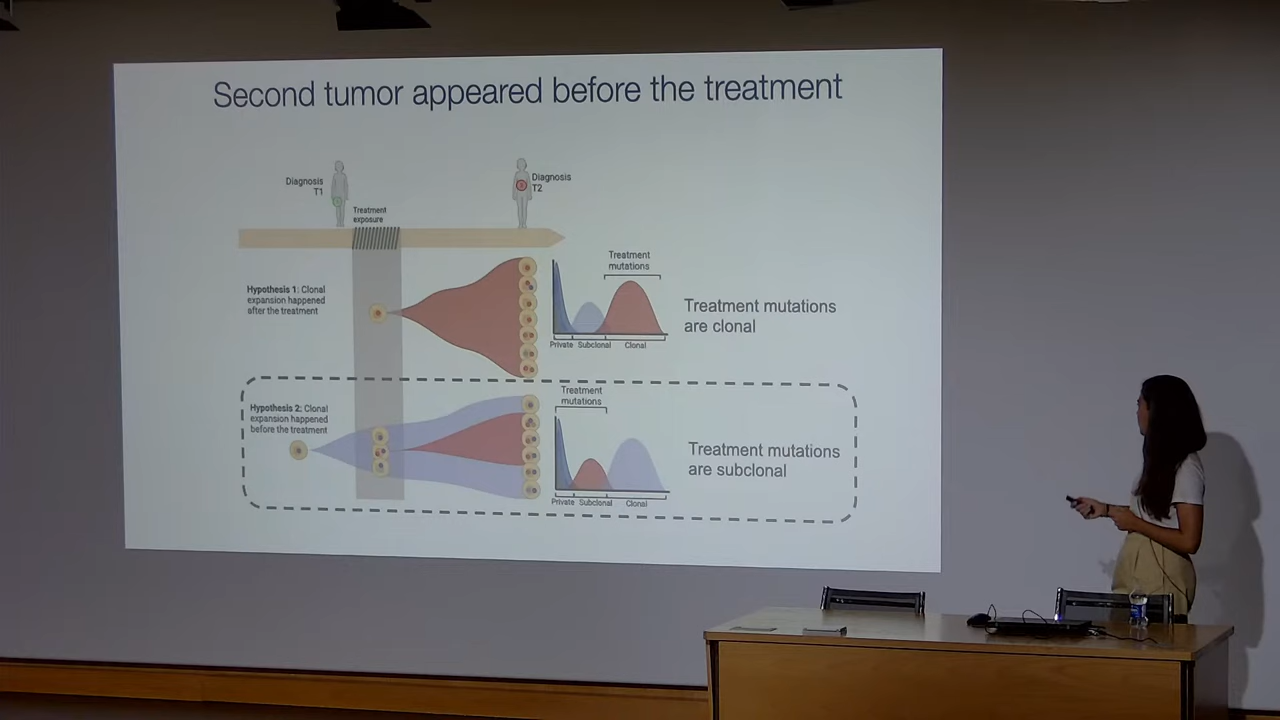 Second tumor appeared before the treatment
Diagnosis
T1
Diagnosis
T2
Treatment
exposure
Hypothesis 1: Clonal
expansion happened
after the treatment
Treatment
mutations
Private Subclonal Clonal
Treatment mutations
are clonal
Hypothesis 2: Clonal
expansion happened
before the treatment
Treatment
mutations
Private Subclonal Clonal
Treatment mutations
are subclonal